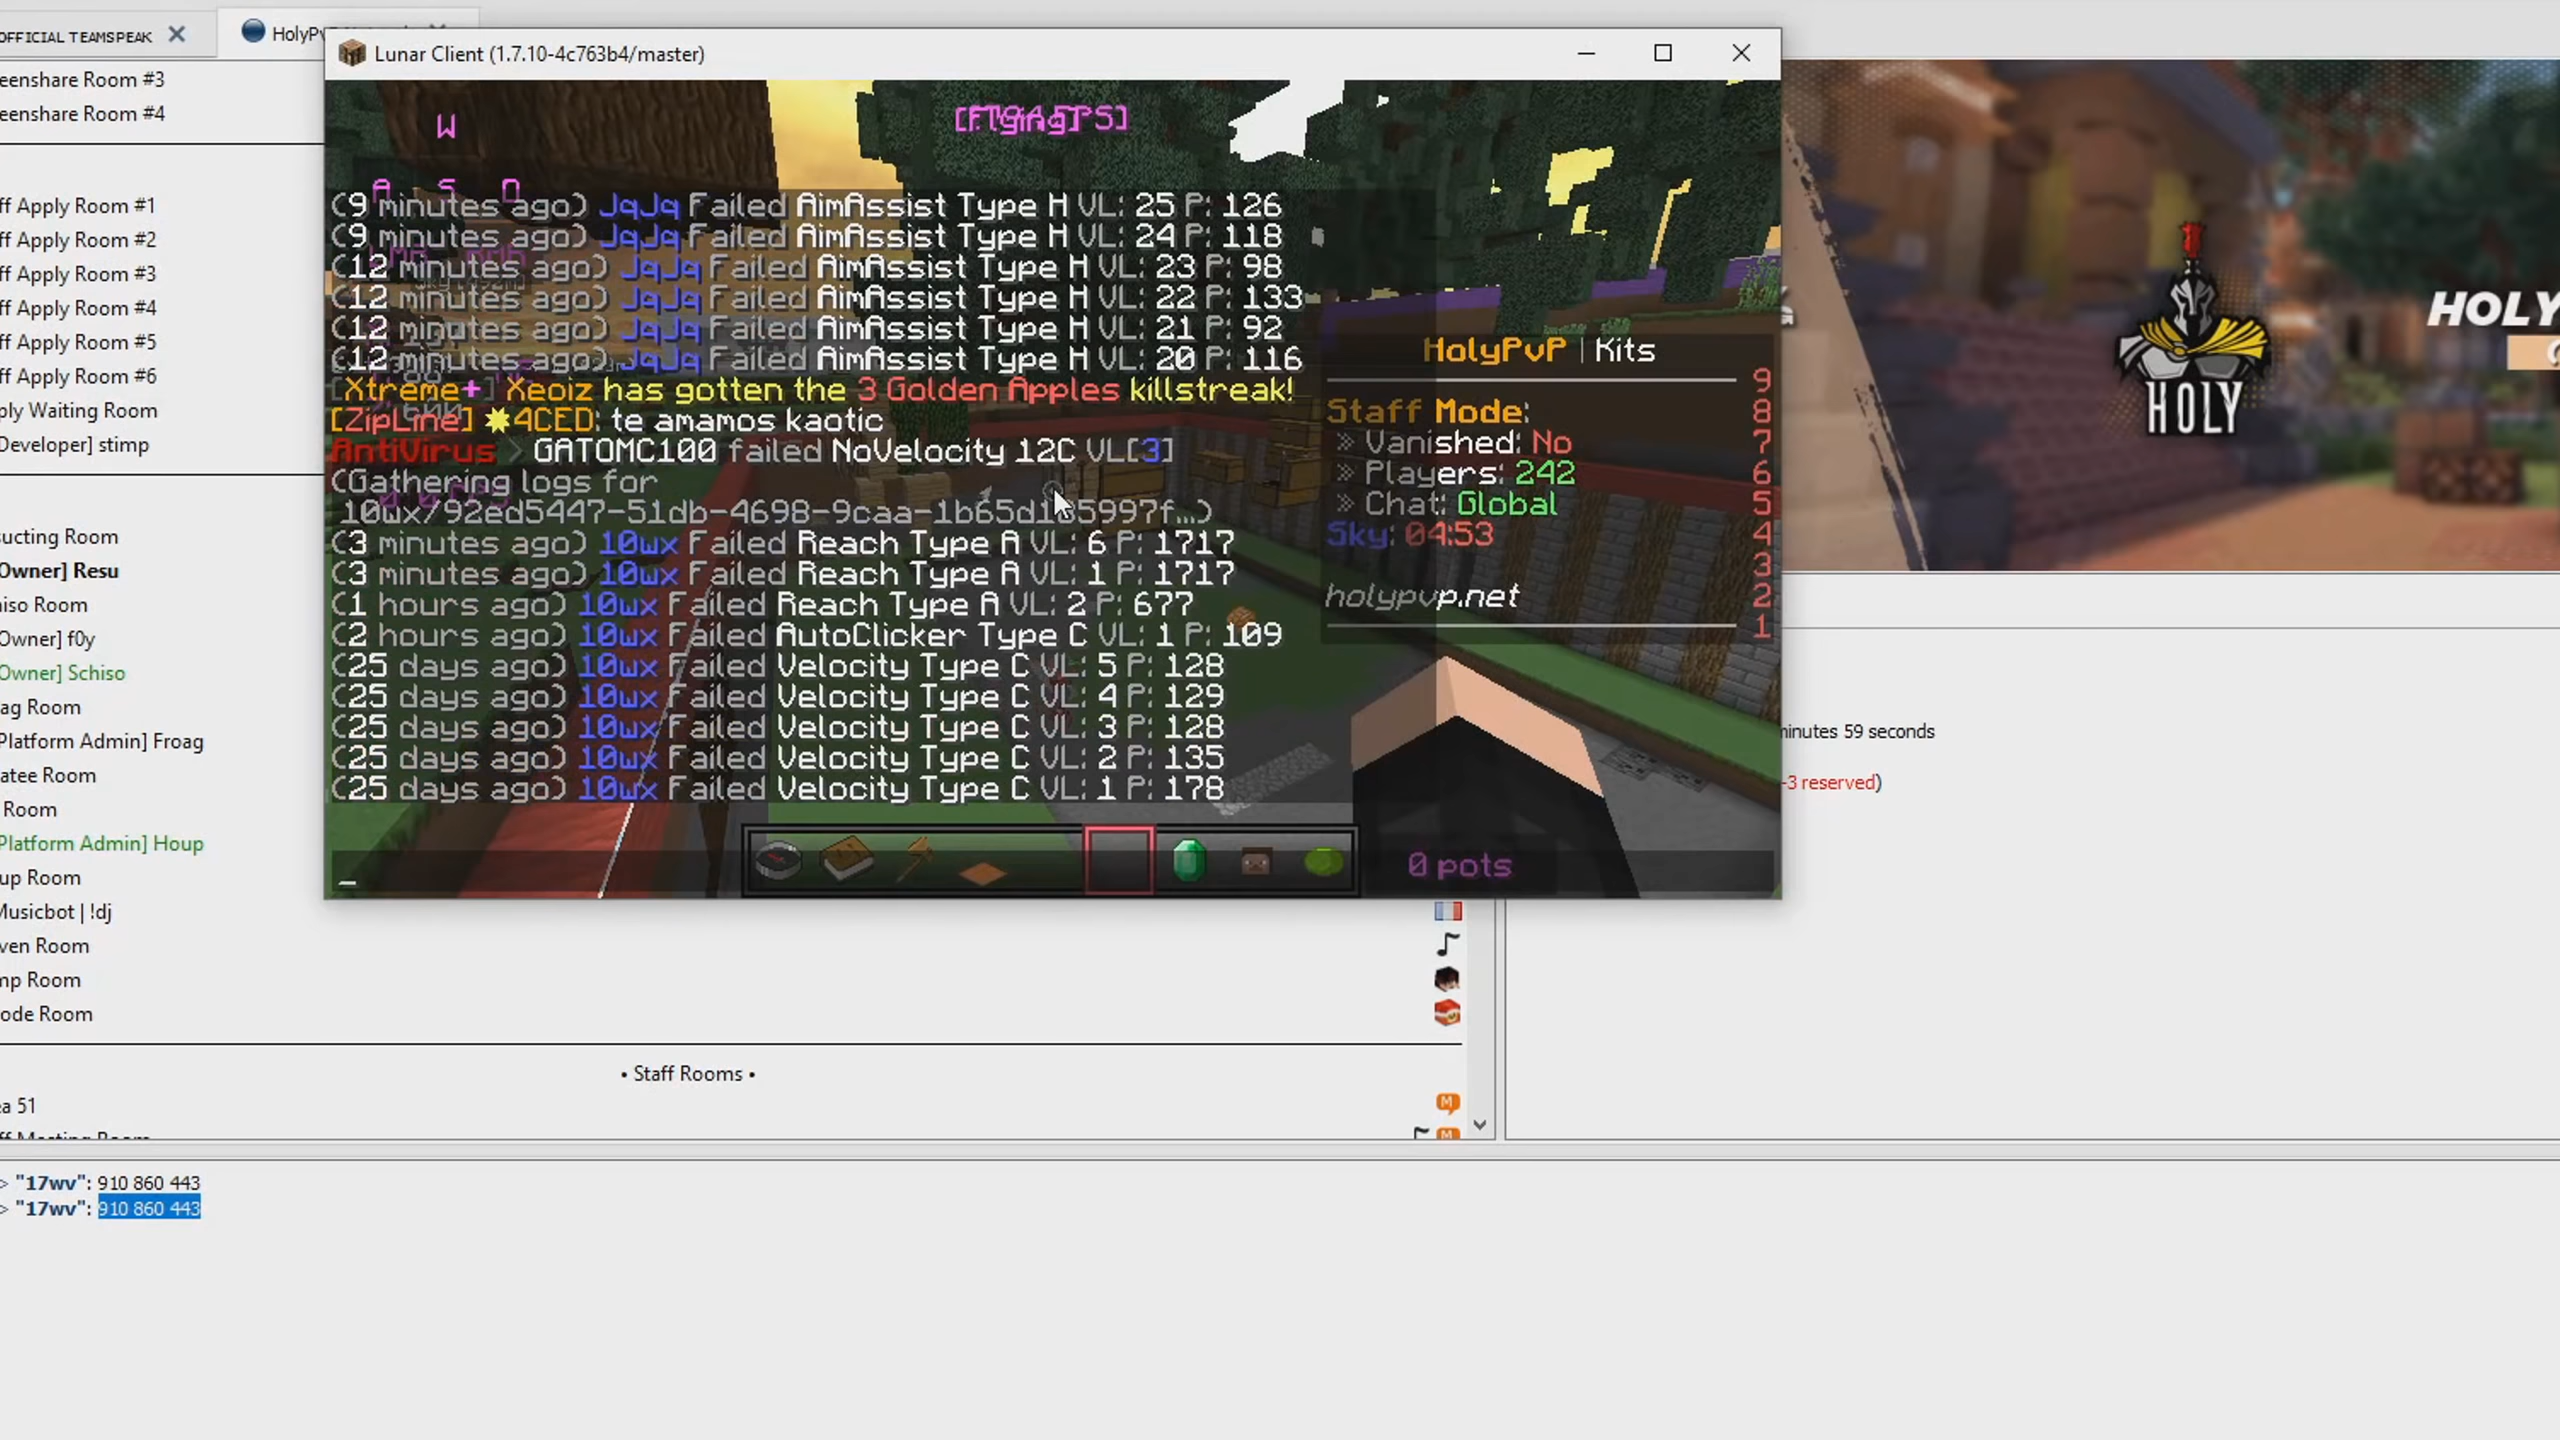 OFFICIAL TEAMSPEAK
HolyPv
Lunar Client (1.7.10-4c763b4/master)
eenshare Room #3
eenshare Room #4
ff Apply Room #1
ff Apply Room #2
ff Apply Room #3
ff Apply Room #4
ff Apply Room #5
ff Apply Room #6
ply Waiting Room
Developer] stimp
ucting Room
Owner] Resu
iso Room
Owner] f0y
Owner] Schiso
ag Room
Platform Admin] Froag
atee Room
Room
Platform Admin] Houp
up Room
Musicbot | !dj
ven Room
mp Room
ode Room
• Staff Rooms •
ea 51
ff Meeting Room
W
A S D
(9 minutes ago) JqJq Failed AimAssist Type H VL: 25 P: 126
(9 minutes ago) JqJq Failed AimAssist Type H VL: 24 P: 118
(12 minutes ago) JqJq Failed AimAssist Type H VL: 23 P: 98
(12 minutes ago) JqJq Failed AimAssist Type H VL: 22 P: 133
(12 minutes ago) JqJq Failed AimAssist Type H VL: 21 P: 92
(12 minutes ago) JqJq Failed AimAssist Type H VL: 20 P: 116
[Xtreme+] Xeoiz has gotten the 3 Golden Apples killstreak!
[ZipLine] ✸4CED: te amamos kaotic
AntiVirus > GATOMC100 failed NoVelocity 12C VL[3]
(Gathering logs for
(3 minutes ago) 10wx Failed Reach Type A VL: 6 P: 1717
(3 minutes ago) 10wx Failed Reach Type A VL: 1 P: 1717
(1 hours ago) 10wx Failed Reach Type A VL: 2 P: 677
(2 hours ago) 10wx Failed AutoClicker Type C VL: 1 P: 109
(25 days ago) 10wx Failed Velocity Type C VL: 5 P: 128
(25 days ago) 10wx Failed Velocity Type C VL: 4 P: 129
(25 days ago) 10wx Failed Velocity Type C VL: 3 P: 128
(25 days ago) 10wx Failed Velocity Type C VL: 2 P: 135
(25 days ago) 10wx Failed Velocity Type C VL: 1 P: 178
HolyPvP | Kits
9
Staff Mode: 8
» Vanished: No 7
» Players: 242 6
» Chat: Global 5
Sky: 04:53 4
3
holypvp.net 2
1
0 pots
HOLY
HOLY
minutes 59 seconds
-3 reserved)
> "17wv": 910 860 443
> "17wv": 910 860 443